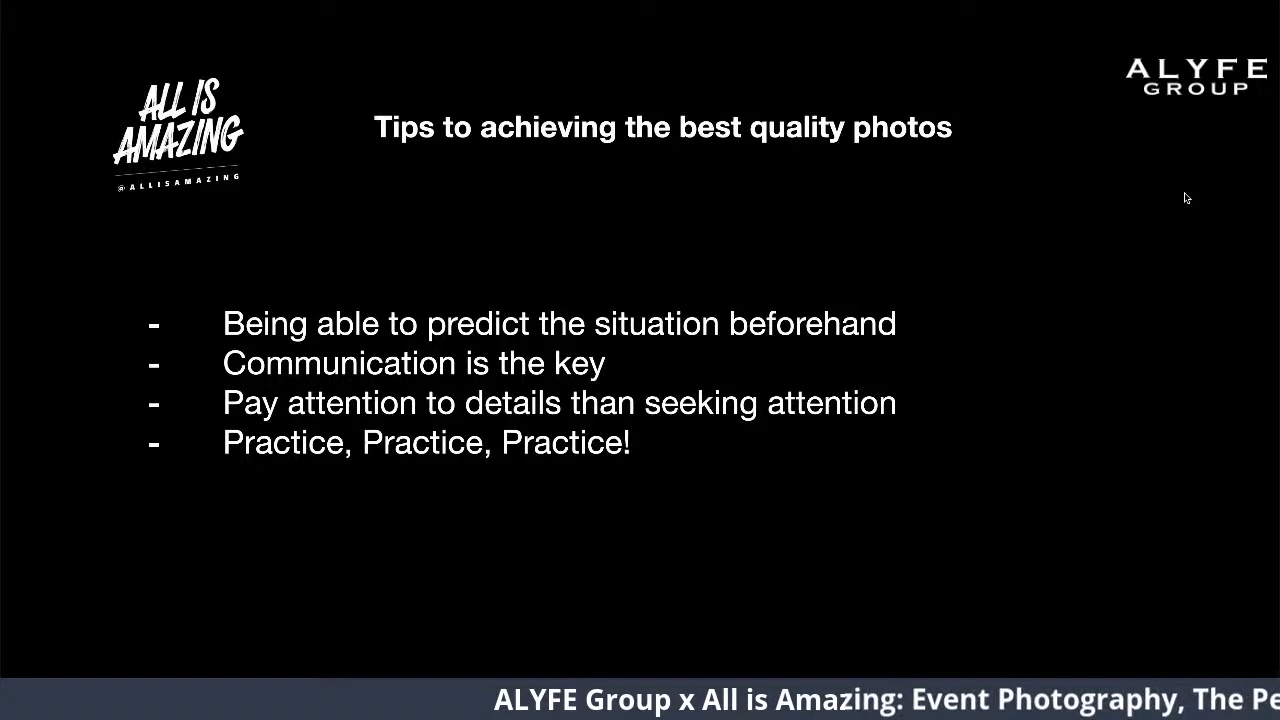 ALL IS
AMAZING
@ALLISAMAZING
ALYFE
GROUP
Tips to achieving the best quality photos
- Being able to predict the situation beforehand
- Communication is the key
- Pay attention to details than seeking attention
- Practice, Practice, Practice!
ALYFE Group x All is Amazing: Event Photography, The Pe